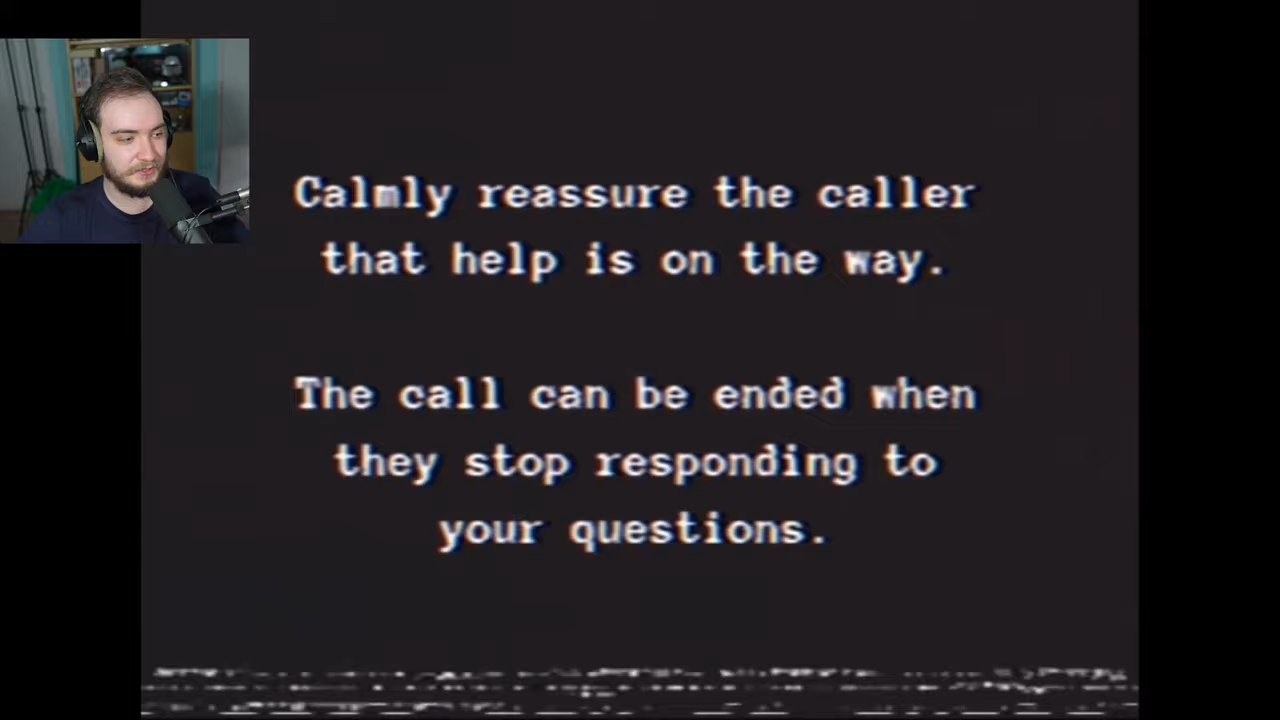 Calmly reassure the caller
that help is on the way.
The call can be ended when
they stop responding to
your questions.